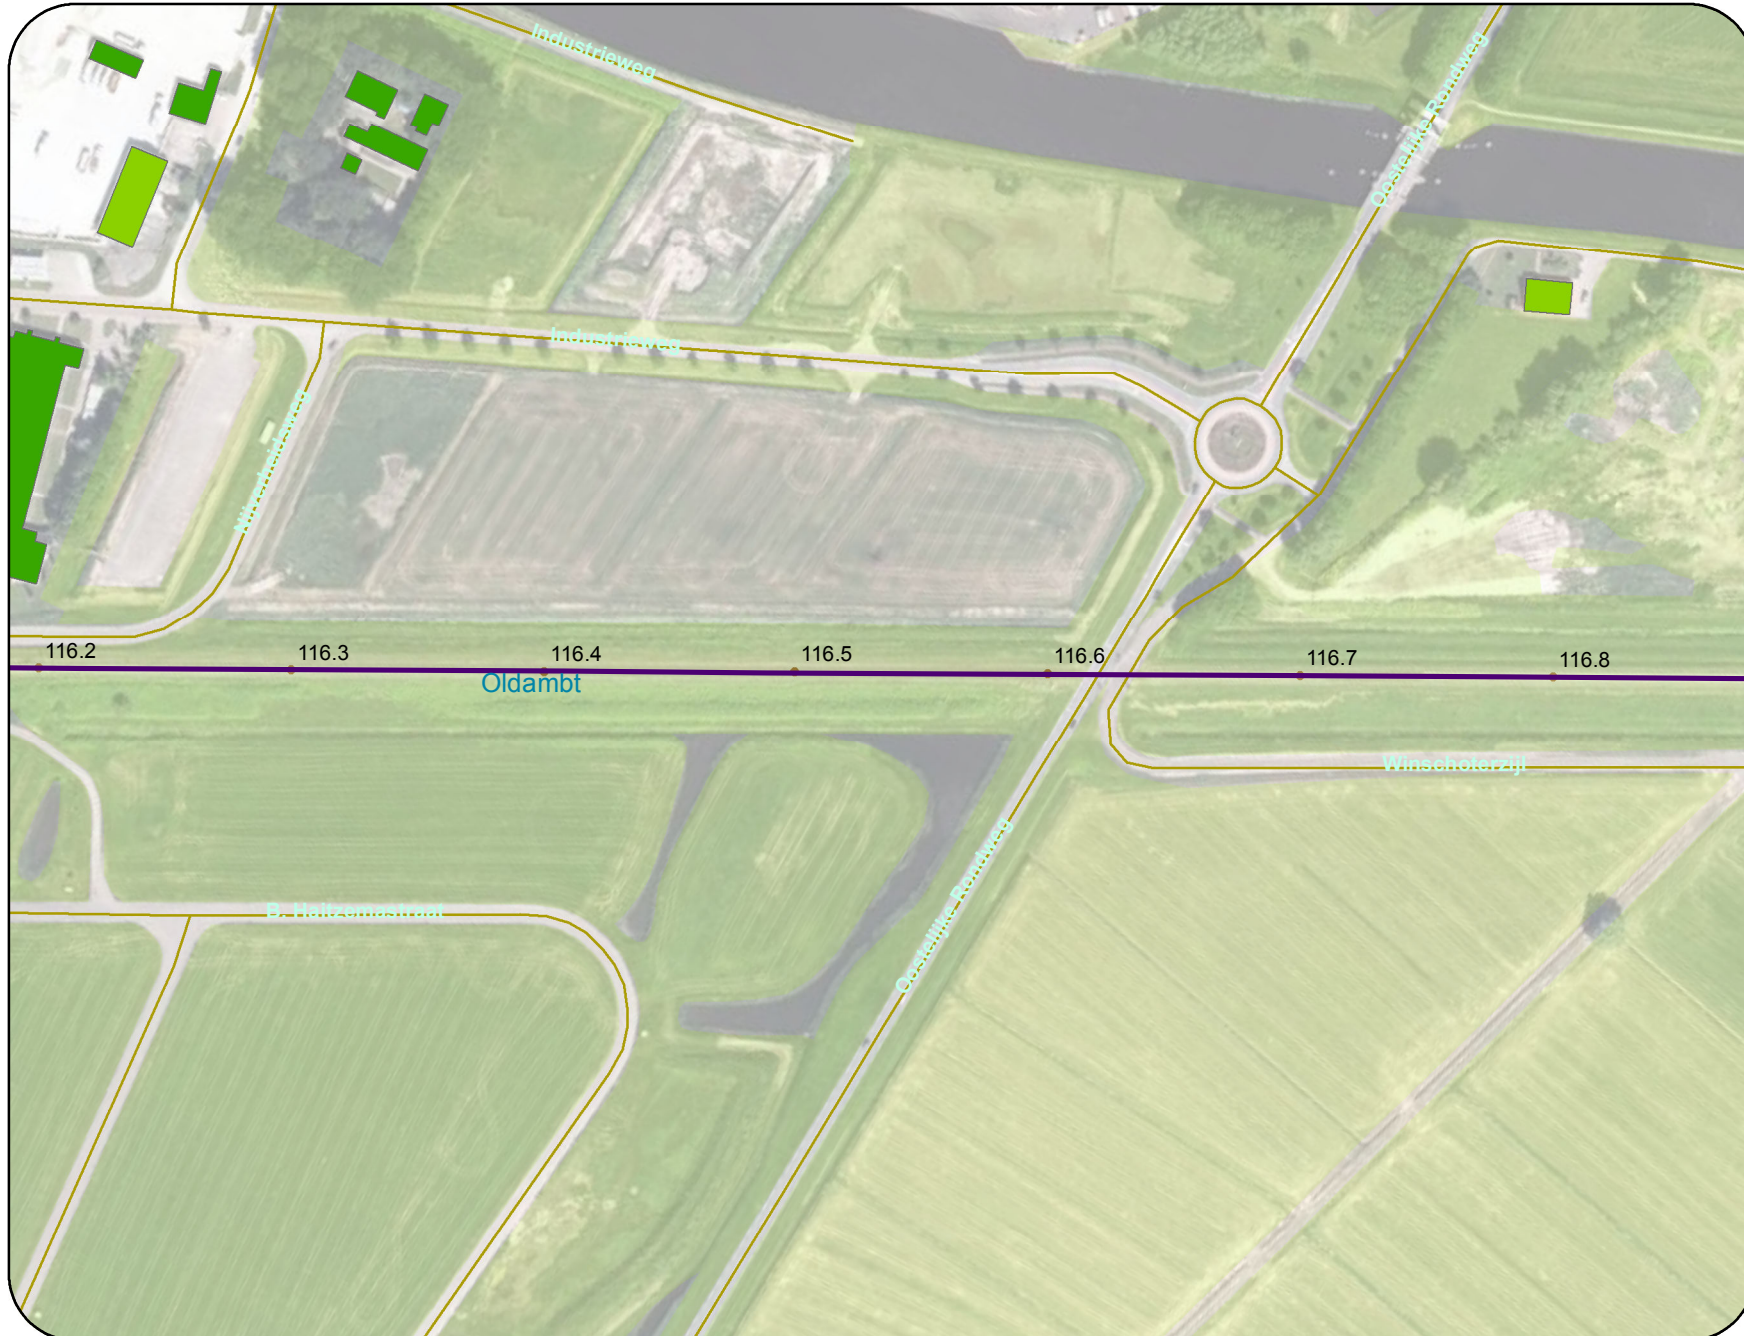 Industrieweg
Oostelijke Rondweg
Industrieweg
116.2
116.3
116.4
116.5
116.6
116.7
116.8
Oldambt
Winschoterzijl
Oostelijke Rondweg
B. Haitzemastraat